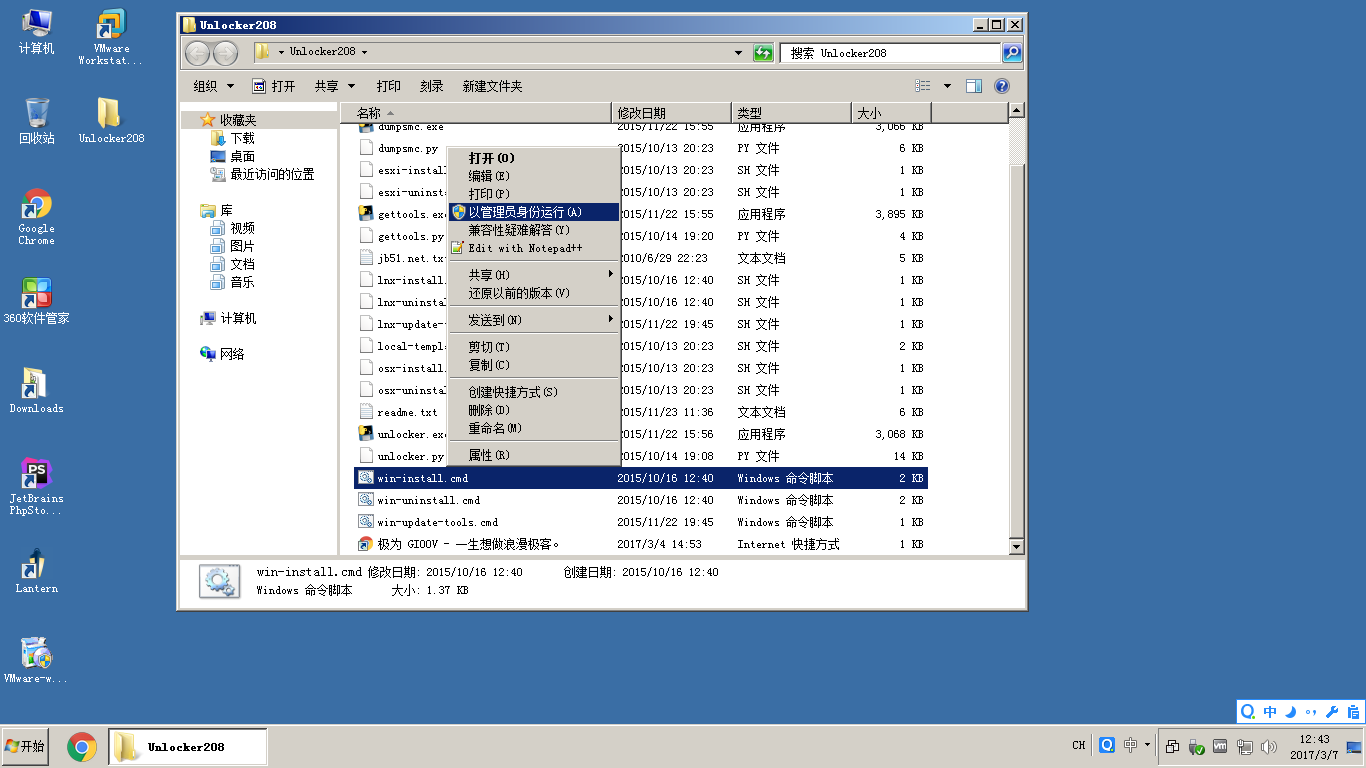 计算机
VMware
Workstat...
回收站
Unlocker208
Google
Chrome
360软件管家
Downloads
JetBrains
PhpSto...
Lantern
VMware-w...
Unlocker208
Unlocker208
搜索 Unlocker208
组织 打开 共享 打印 刻录 新建文件夹
收藏夹
下载
桌面
最近访问的位置
库
视频
图片
文档
音乐
计算机
网络
名称 修改日期 类型 大小
dumpsmc.exe 2015/11/22 15:55 应用程序 3,066 KB
dumpsmc.py 2015/10/13 20:23 PY 文件 6 KB
esxi-install 2015/10/13 20:23 SH 文件 1 KB
esxi-uninst 2015/10/13 20:23 SH 文件 1 KB
gettools.ex 2015/11/22 15:55 应用程序 3,895 KB
gettools.py 2015/10/14 19:20 PY 文件 4 KB
jb51.net.tx 2010/6/29 22:23 文本文档 5 KB
lnx-install. 2015/10/16 12:40 SH 文件 1 KB
lnx-uninst 2015/10/16 12:40 SH 文件 1 KB
lnx-update- 2015/11/22 19:45 SH 文件 1 KB
local-templ 2015/10/13 20:23 SH 文件 2 KB
osx-install. 2015/10/13 20:23 SH 文件 1 KB
osx-uninsta 2015/10/13 20:23 SH 文件 1 KB
readme.txt 2015/11/23 11:36 文本文档 6 KB
unlocker.ex 2015/11/22 15:56 应用程序 3,068 KB
unlocker.py 2015/10/14 19:08 PY 文件 14 KB
win-install.cmd 2015/10/16 12:40 Windows 命令脚本 2 KB
win-uninstall.cmd 2015/10/16 12:40 Windows 命令脚本 2 KB
win-update-tools.cmd 2015/11/22 19:45 Windows 命令脚本 1 KB
极为 GIOOV - 一生想做浪漫极客。 2017/3/4 14:53 Internet 快捷方式 1 KB
打开(O)
编辑(E)
打印(P)
以管理员身份运行(A)
兼容性疑难解答(Y)
Edit with Notepad++
共享(H)
还原以前的版本(V)
发送到(N)
剪切(T)
复制(C)
创建快捷方式(S)
删除(D)
重命名(M)
属性(R)
win-install.cmd 修改日期: 2015/10/16 12:40 创建日期: 2015/10/16 12:40
Windows 命令脚本 大小: 1.37 KB
中
开始
Unlocker208
CH
中
12:43
2017/3/7